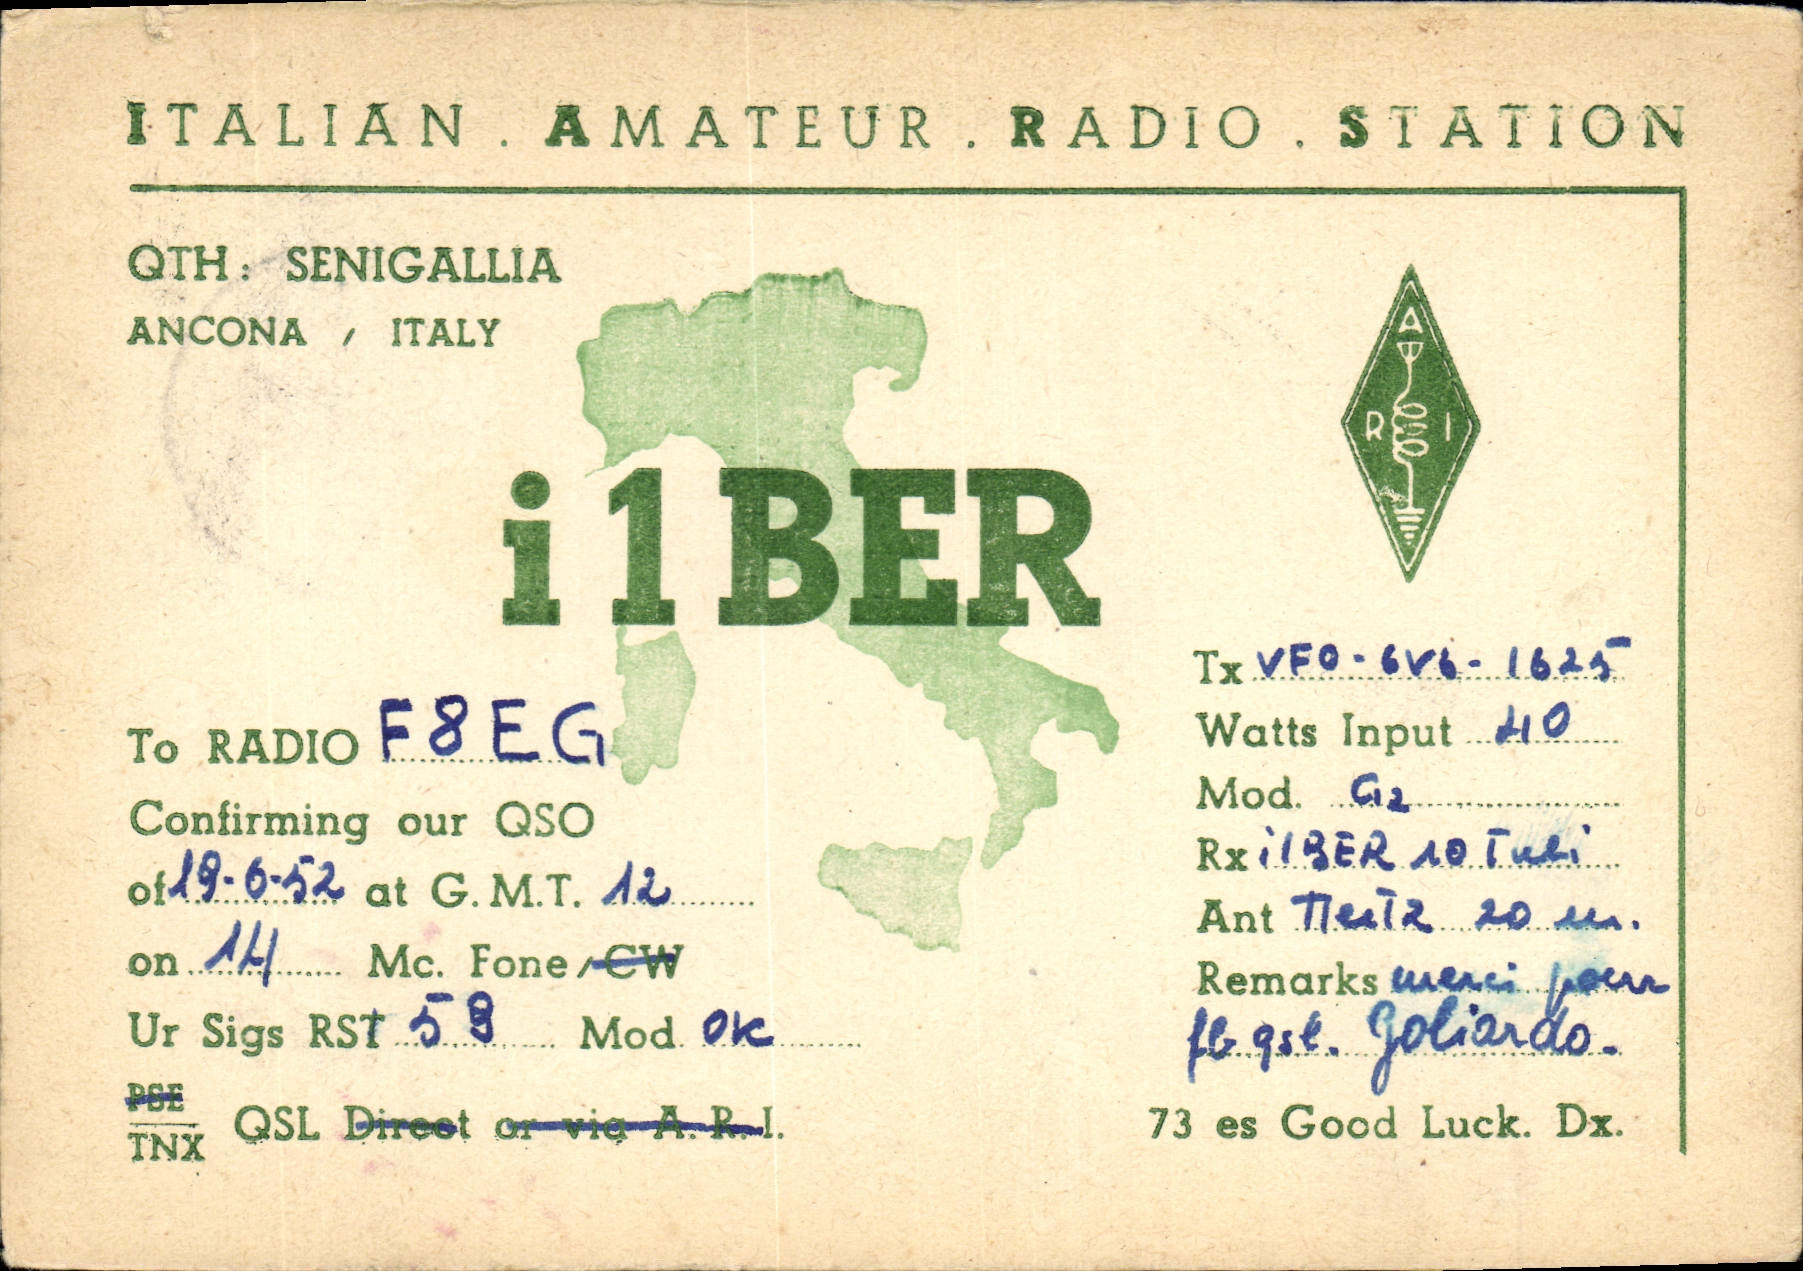 ITALIAN . AMATEUR . RADIO . STATION
QTH: SENIGALLIA
ANCONA / ITALY
A
R I
i1BER
Tx VFO - 6V6 - 1625
Watts Input 40
Mod. G2
Rx i1BER 10 Tubi
Ant Hertz 20 m.
Remarks merci pour
fb qsl. Goliardo.
73 es Good Luck. Dx.
To RADIO F8EG
Confirming our QSO
of 19-6-52 at G.M.T. 12
on 14 Mc. Fone / CW
Ur Sigs RST 59 Mod. OK
PSE
TNX QSL Direct or via A.R.I.